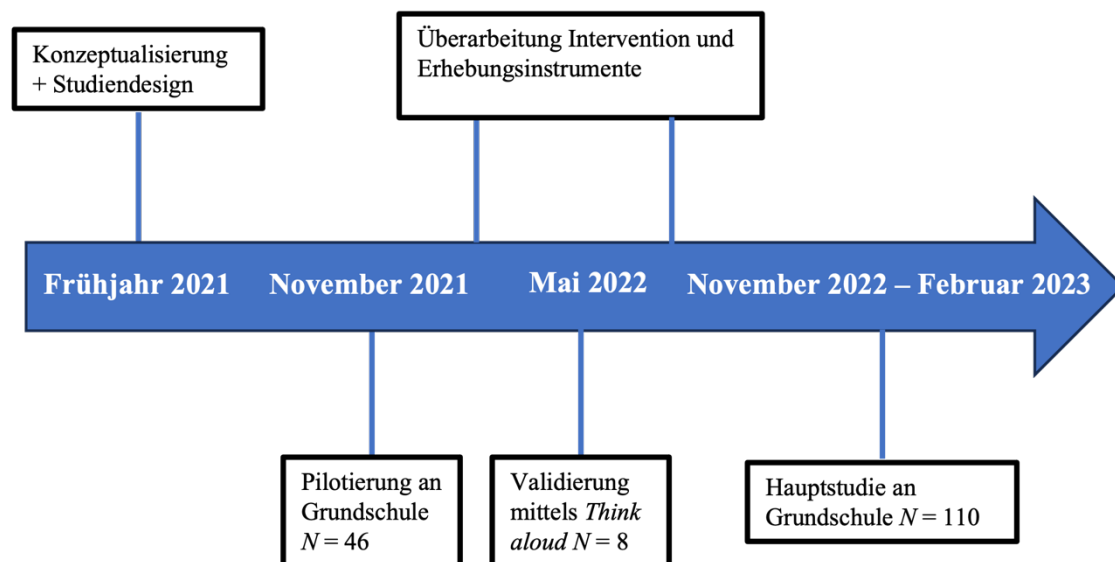 Konzeptualisierung
+ Studiendesign
Überarbeitung Intervention und
Erhebungsinstrumente
Frühjahr 2021
November 2021
Mai 2022
November 2022 – Februar 2023
Pilotierung an
Grundschule
N = 46
Validierung
mittels Think
aloud N = 8
Hauptstudie an
Grundschule N = 110